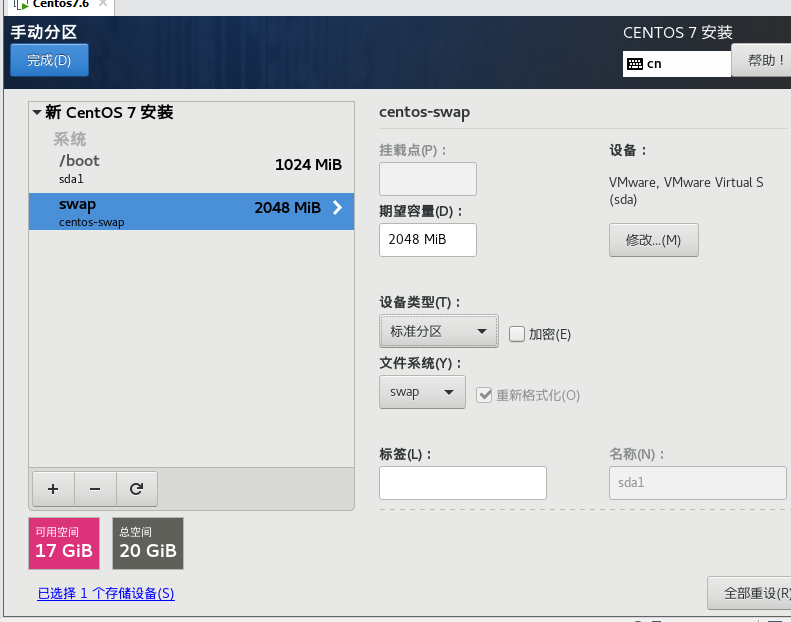 Centos7.6
手动分区
CENTOS 7 安装
完成(D)
cn
帮助！
新 CentOS 7 安装
系统
/boot
1024 MiB
sda1
swap
2048 MiB
centos-swap
centos-swap
挂载点(P)：
设备：
VMware, VMware Virtual S
(sda)
期望容量(D)：
2048 MiB
修改...(M)
设备类型(T)：
标准分区
加密(E)
文件系统(Y)：
swap
重新格式化(O)
标签(L)：
名称(N)：
sda1
可用空间
17 GiB
总空间
20 GiB
已选择 1 个存储设备(S)
全部重设(R